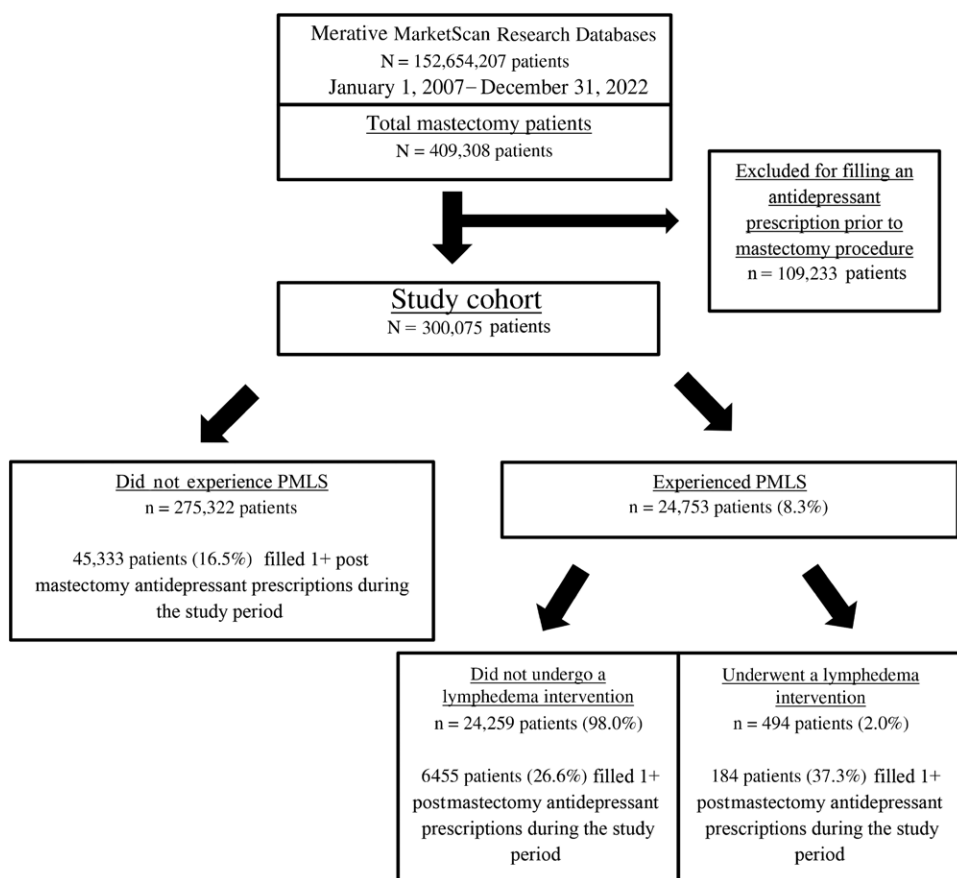 Merative MarketScan Research Databases
N = 152,654,207 patients
January 1, 2007– December 31, 2022
Total mastectomy patients
N = 409,308 patients
Excluded for filling an
antidepressant
prescription prior to
mastectomy procedure
n = 109,233 patients
Study cohort
N = 300,075 patients
Did not experience PMLS
n = 275,322 patients
45,333 patients (16.5%) filled 1+ post
mastectomy antidepressant prescriptions during
the study period
Experienced PMLS
n = 24,753 patients (8.3%)
Did not undergo a
lymphedema intervention
n = 24,259 patients (98.0%)
6455 patients (26.6%) filled 1+
postmastectomy antidepressant
prescriptions during the study
period
Underwent a lymphedema
intervention
n = 494 patients (2.0%)
184 patients (37.3%) filled 1+
postmastectomy antidepressant
prescriptions during the study
period